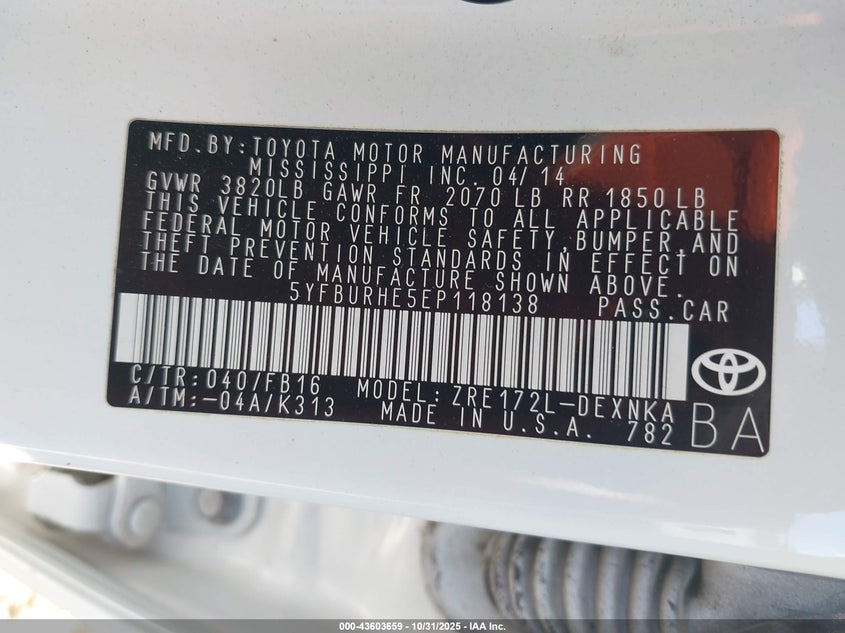 MFD.BY:TOYOTA MOTOR MANUFACTURING
MISSISSIPPI INC. 04/14
GVWR 3820LB GAWR FR 2070 LB RR 1850 LB
THIS VEHICLE CONFORMS TO ALL APPLICABLE
FEDERAL MOTOR VEHICLE SAFETY,BUMPER,AND
THEFT PREVENTION STANDARDS IN EFFECT ON
THE DATE OF MANUFACTURE SHOWN ABOVE.
5YFBURHE5EP118138 PASS.CAR
C/TR:040/FB16 MODEL:ZRE172L-DEXNKA
A/TM:-04A/K313 MADE IN U.S.A. 782 BA
000-43603659 - 10/31/2025 - IAA Inc.